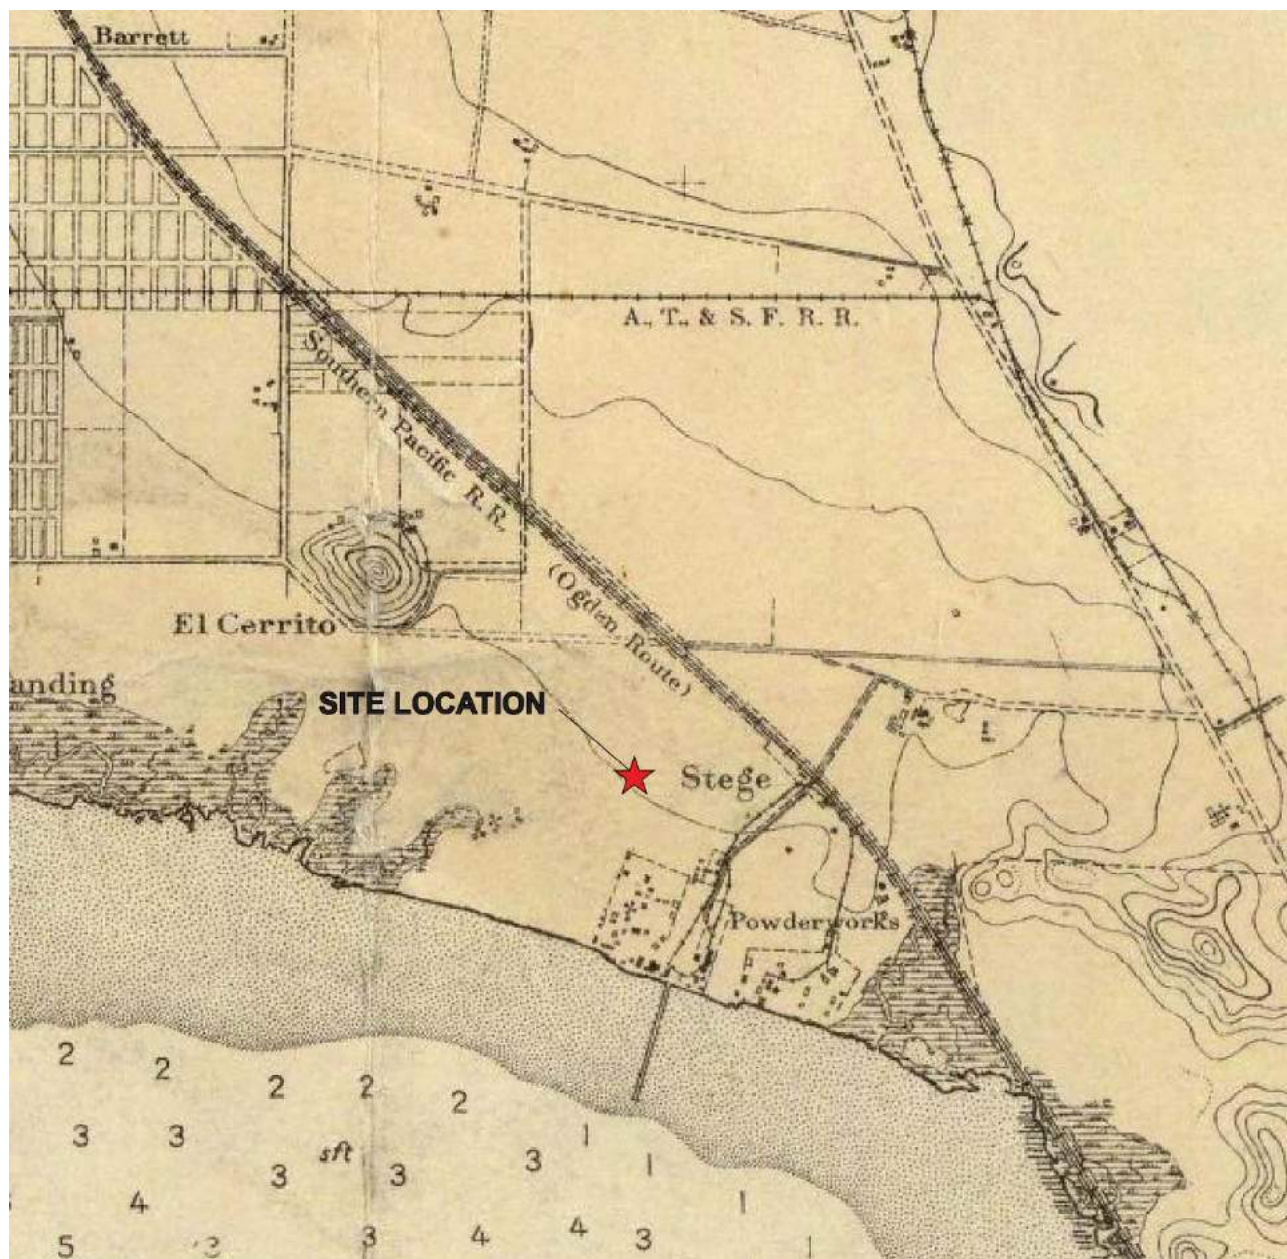 Barrett
A., T., & S. F. R. R.
Southern Pacific R. R.
(Ogden Route)
El Cerrito
anding
SITE LOCATION
Stege
Powderworks
2
2
2
2
2
3
3
1
sft
3
3
3
1
4
1
5
3
3
4
4
3
1